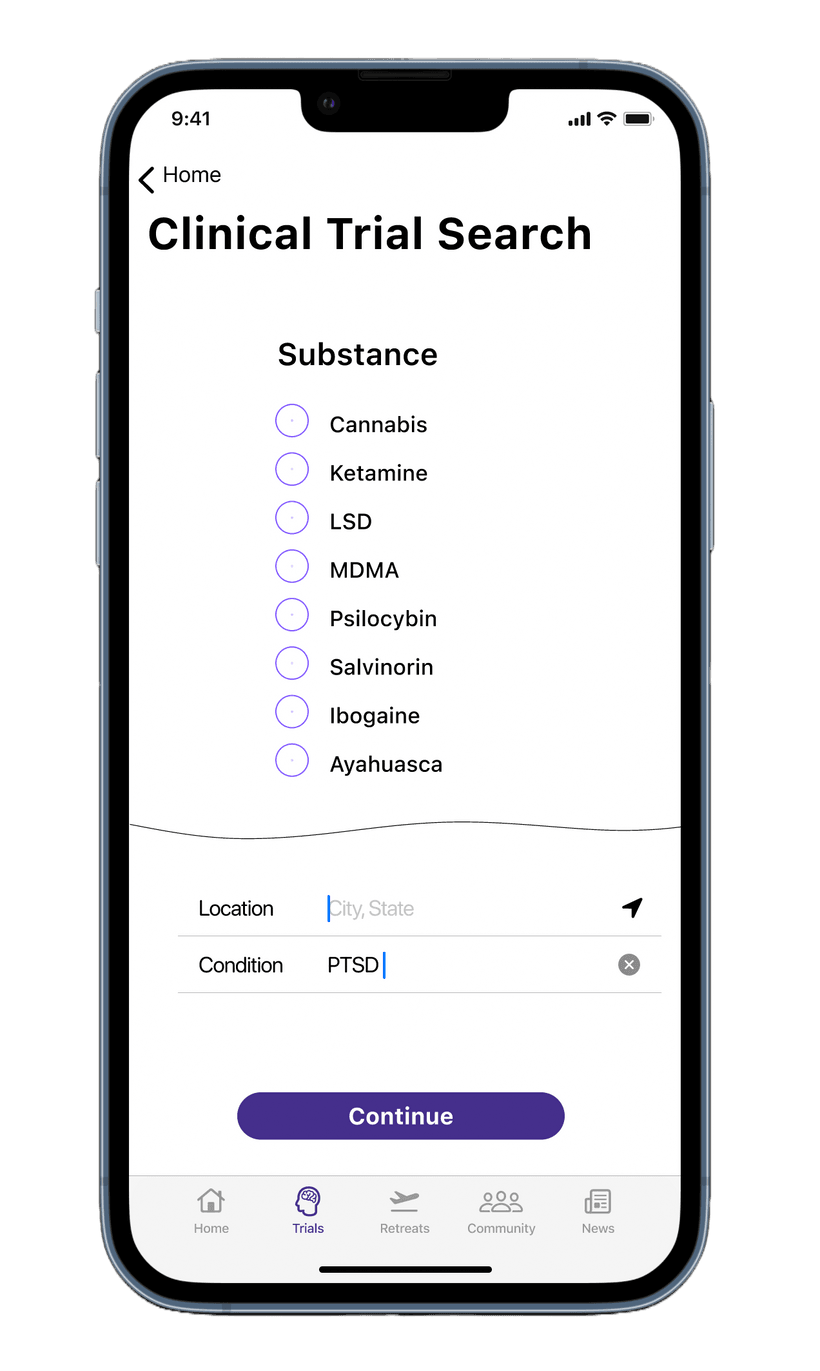 9:41
Home
Clinical Trial Search
Substance
Cannabis
Ketamine
LSD
MDMA
Psilocybin
Salvinorin
Ibogaine
Ayahuasca
Location City, State
Condition PTSD
Continue
Home Trials Retreats Community News